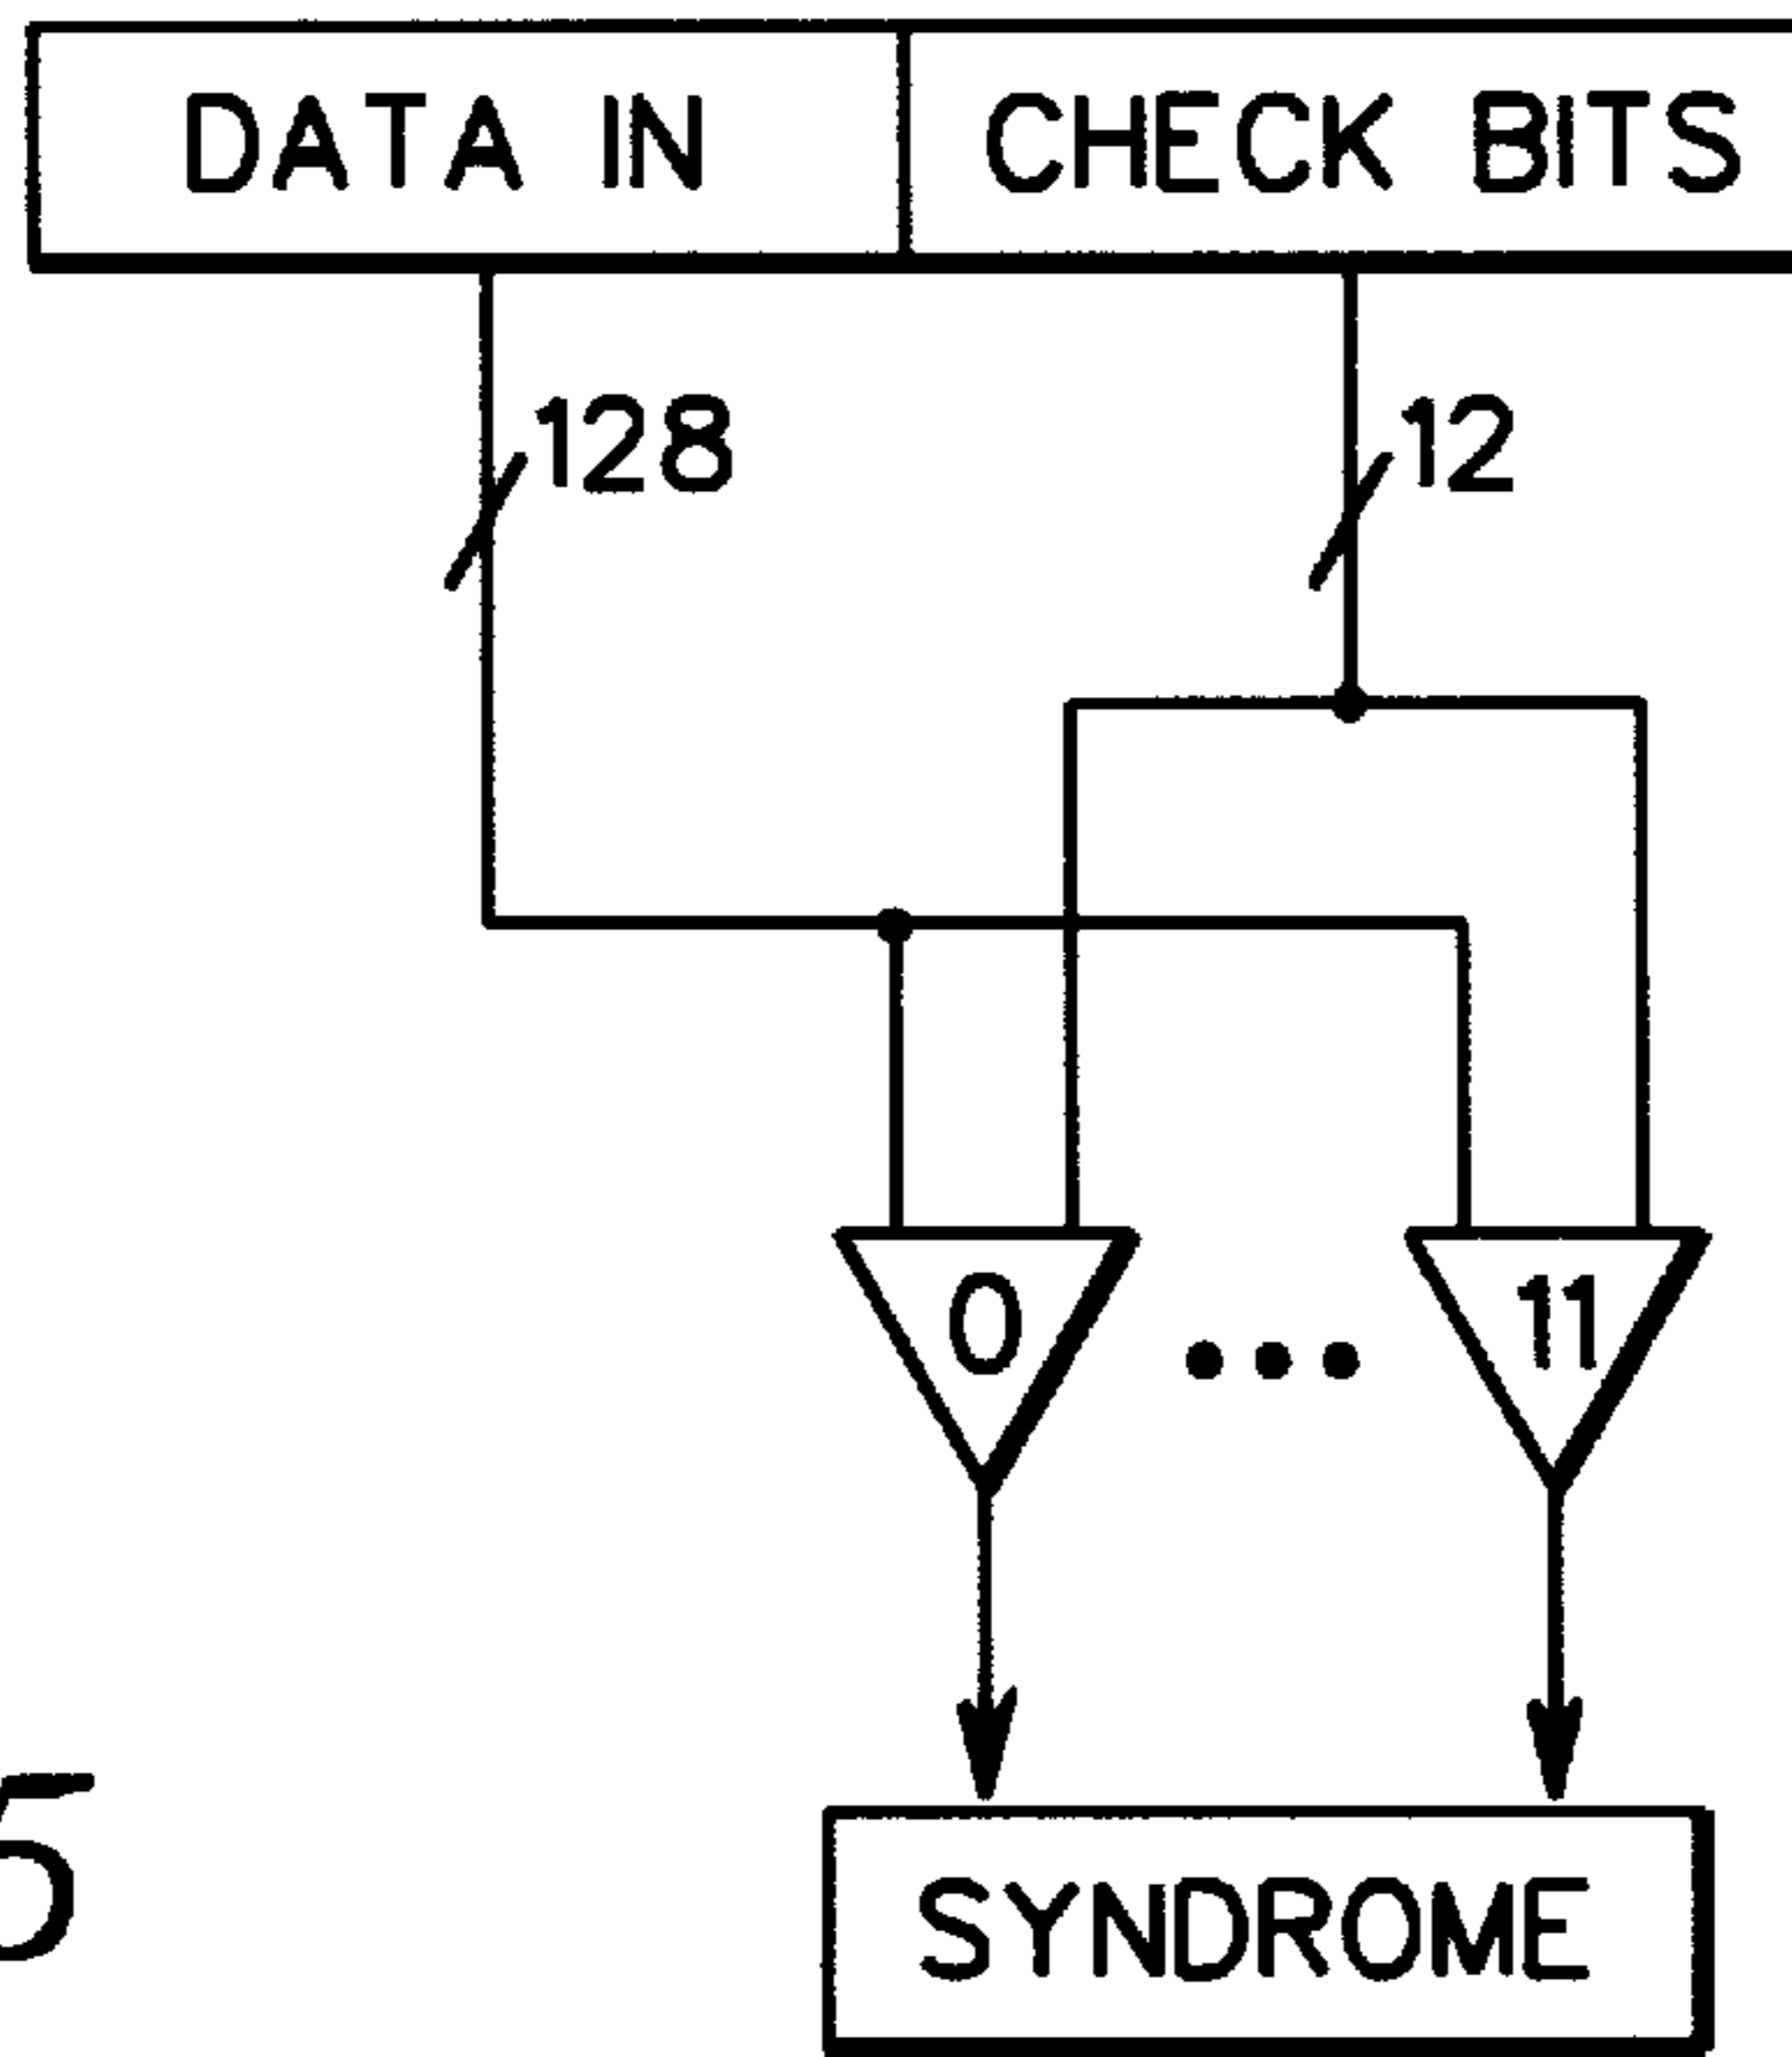 DATA IN CHECK BITS
128 12
0 ••• 11
5
SYNDROME